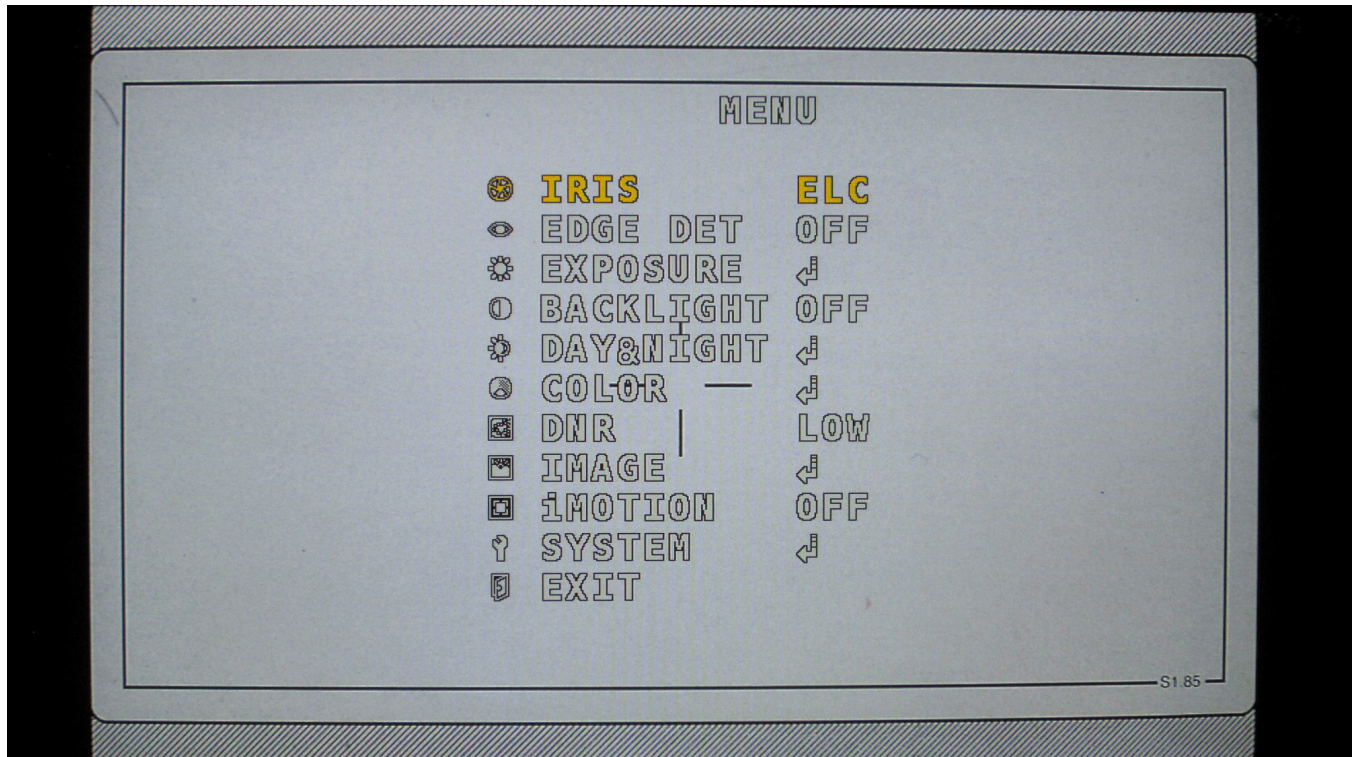 MENU
IRIS ELC
EDGE DET OFF
EXPOSURE ↲
BACKLIGHT OFF
DAY&NIGHT ↲
COLOR ↲
DNR LOW
IMAGE ↲
iMOTION OFF
SYSTEM ↲
EXIT
S1.85